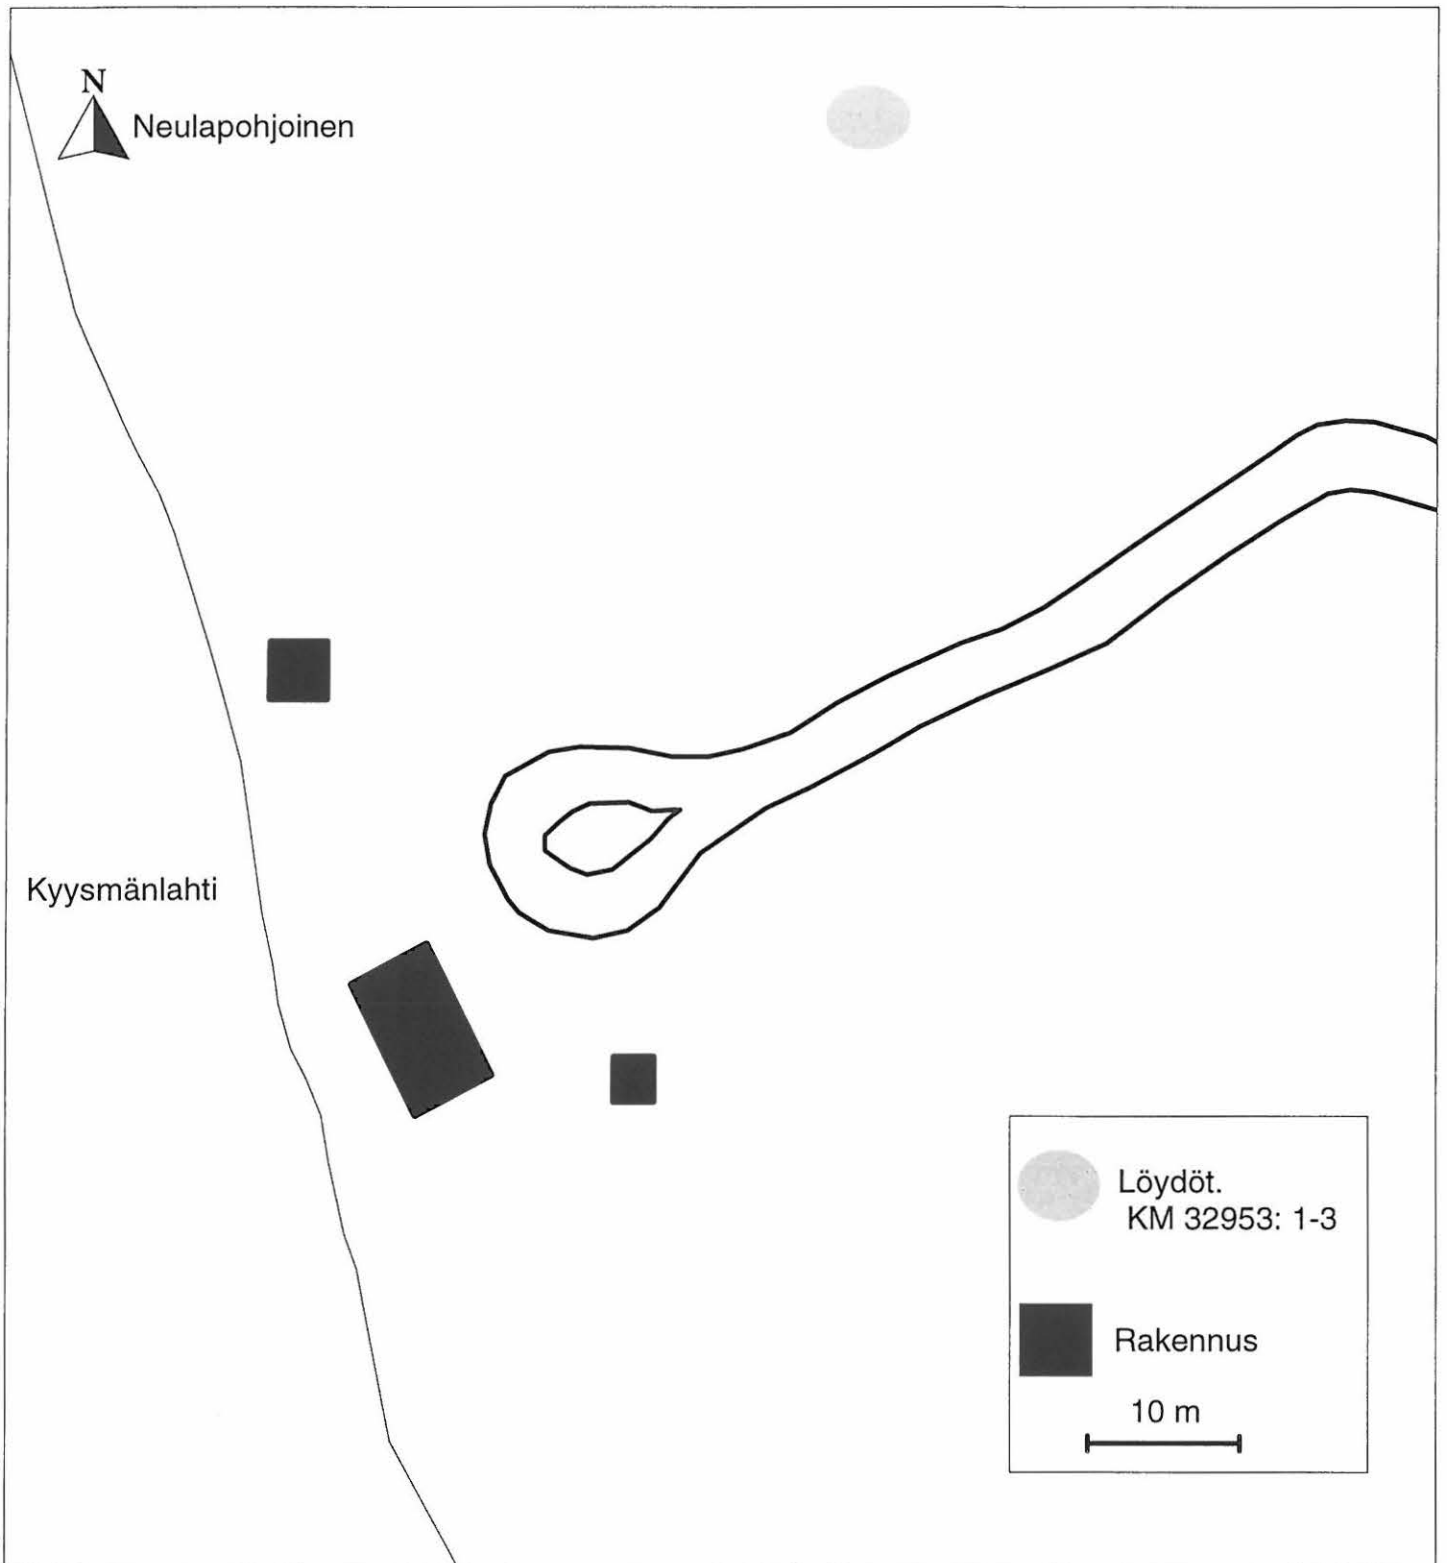 N
Neulapohjoinen
Kyysmänlahti
Löydöt.
KM 32953: 1-3
Rakennus
10 m